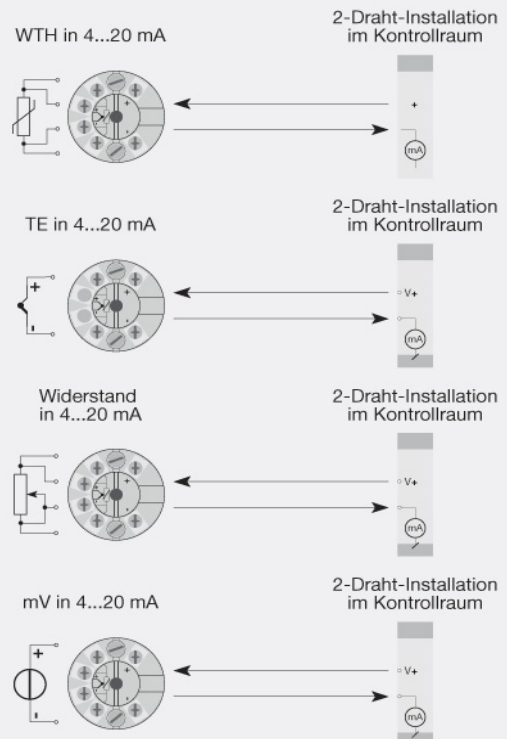 WTH in 4...20 mA
2-Draht-Installation
im Kontrollraum
+
-
+
mA
TE in 4...20 mA
2-Draht-Installation
im Kontrollraum
+
-
+
-
V+
mA
Widerstand
in 4...20 mA
2-Draht-Installation
im Kontrollraum
+
-
V+
mA
mV in 4...20 mA
2-Draht-Installation
im Kontrollraum
+
-
+
-
V+
mA